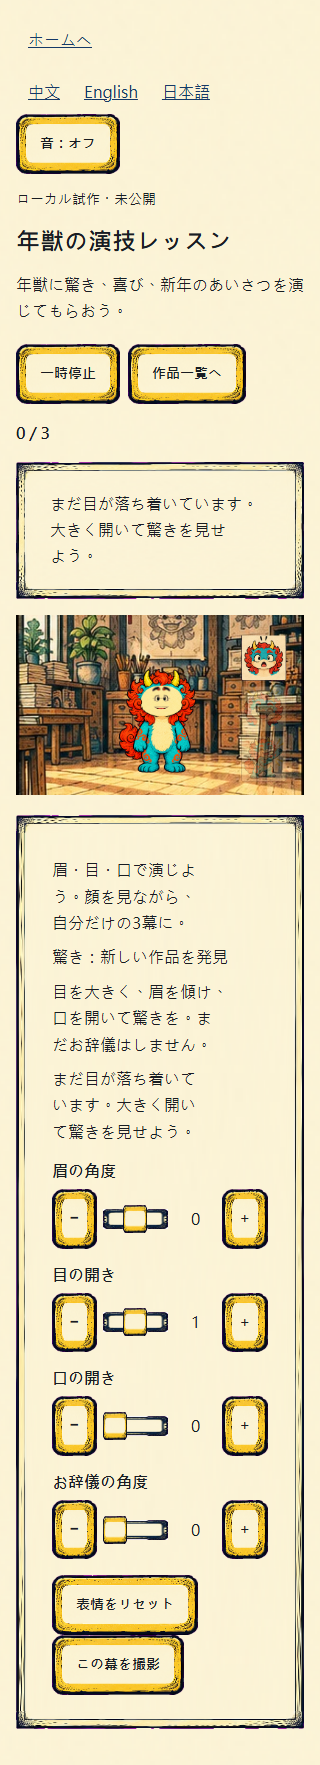 ホームへ
中文 English 日本語
音：オフ
ローカル試作・未公開
年獣の演技レッスン
年獣に驚き、喜び、新年のあいさつを演
じてもらおう。
一時停止 作品一覧へ
0/3
まだ目が落ち着いています。
大きく開いて驚きを見せ
よう。
眉・目・口で演じよ
う。顔を見ながら、
自分だけの3幕に。
驚き：新しい作品を発見
目を大きく、眉を傾け、
口を開いて驚きを。ま
だお辞儀はしません。
まだ目が落ち着いて
います。大きく開い
て驚きを見せよう。
眉の角度
− 0 +
目の開き
− 1 +
口の開き
− 0 +
お辞儀の角度
− 0 +
表情をリセット
この幕を撮影